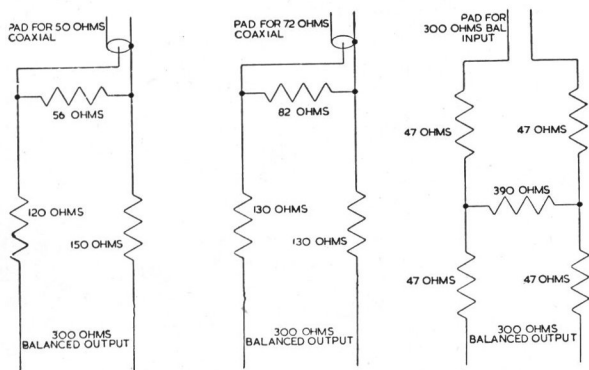 PAD FOR 50 OHMS
COAXIAL
56 OHMS
120 OHMS
150 OHMS
300 OHMS
BALANCED OUTPUT
PAD FOR 72 OHMS
COAXIAL
82 OHMS
130 OHMS
130 OHMS
300 OHMS
BALANCED OUTPUT
PAD FOR
300 OHMS BAL
INPUT
47 OHMS
47 OHMS
390 OHMS
47 OHMS
47 OHMS
300 OHMS
BALANCED OUTPUT